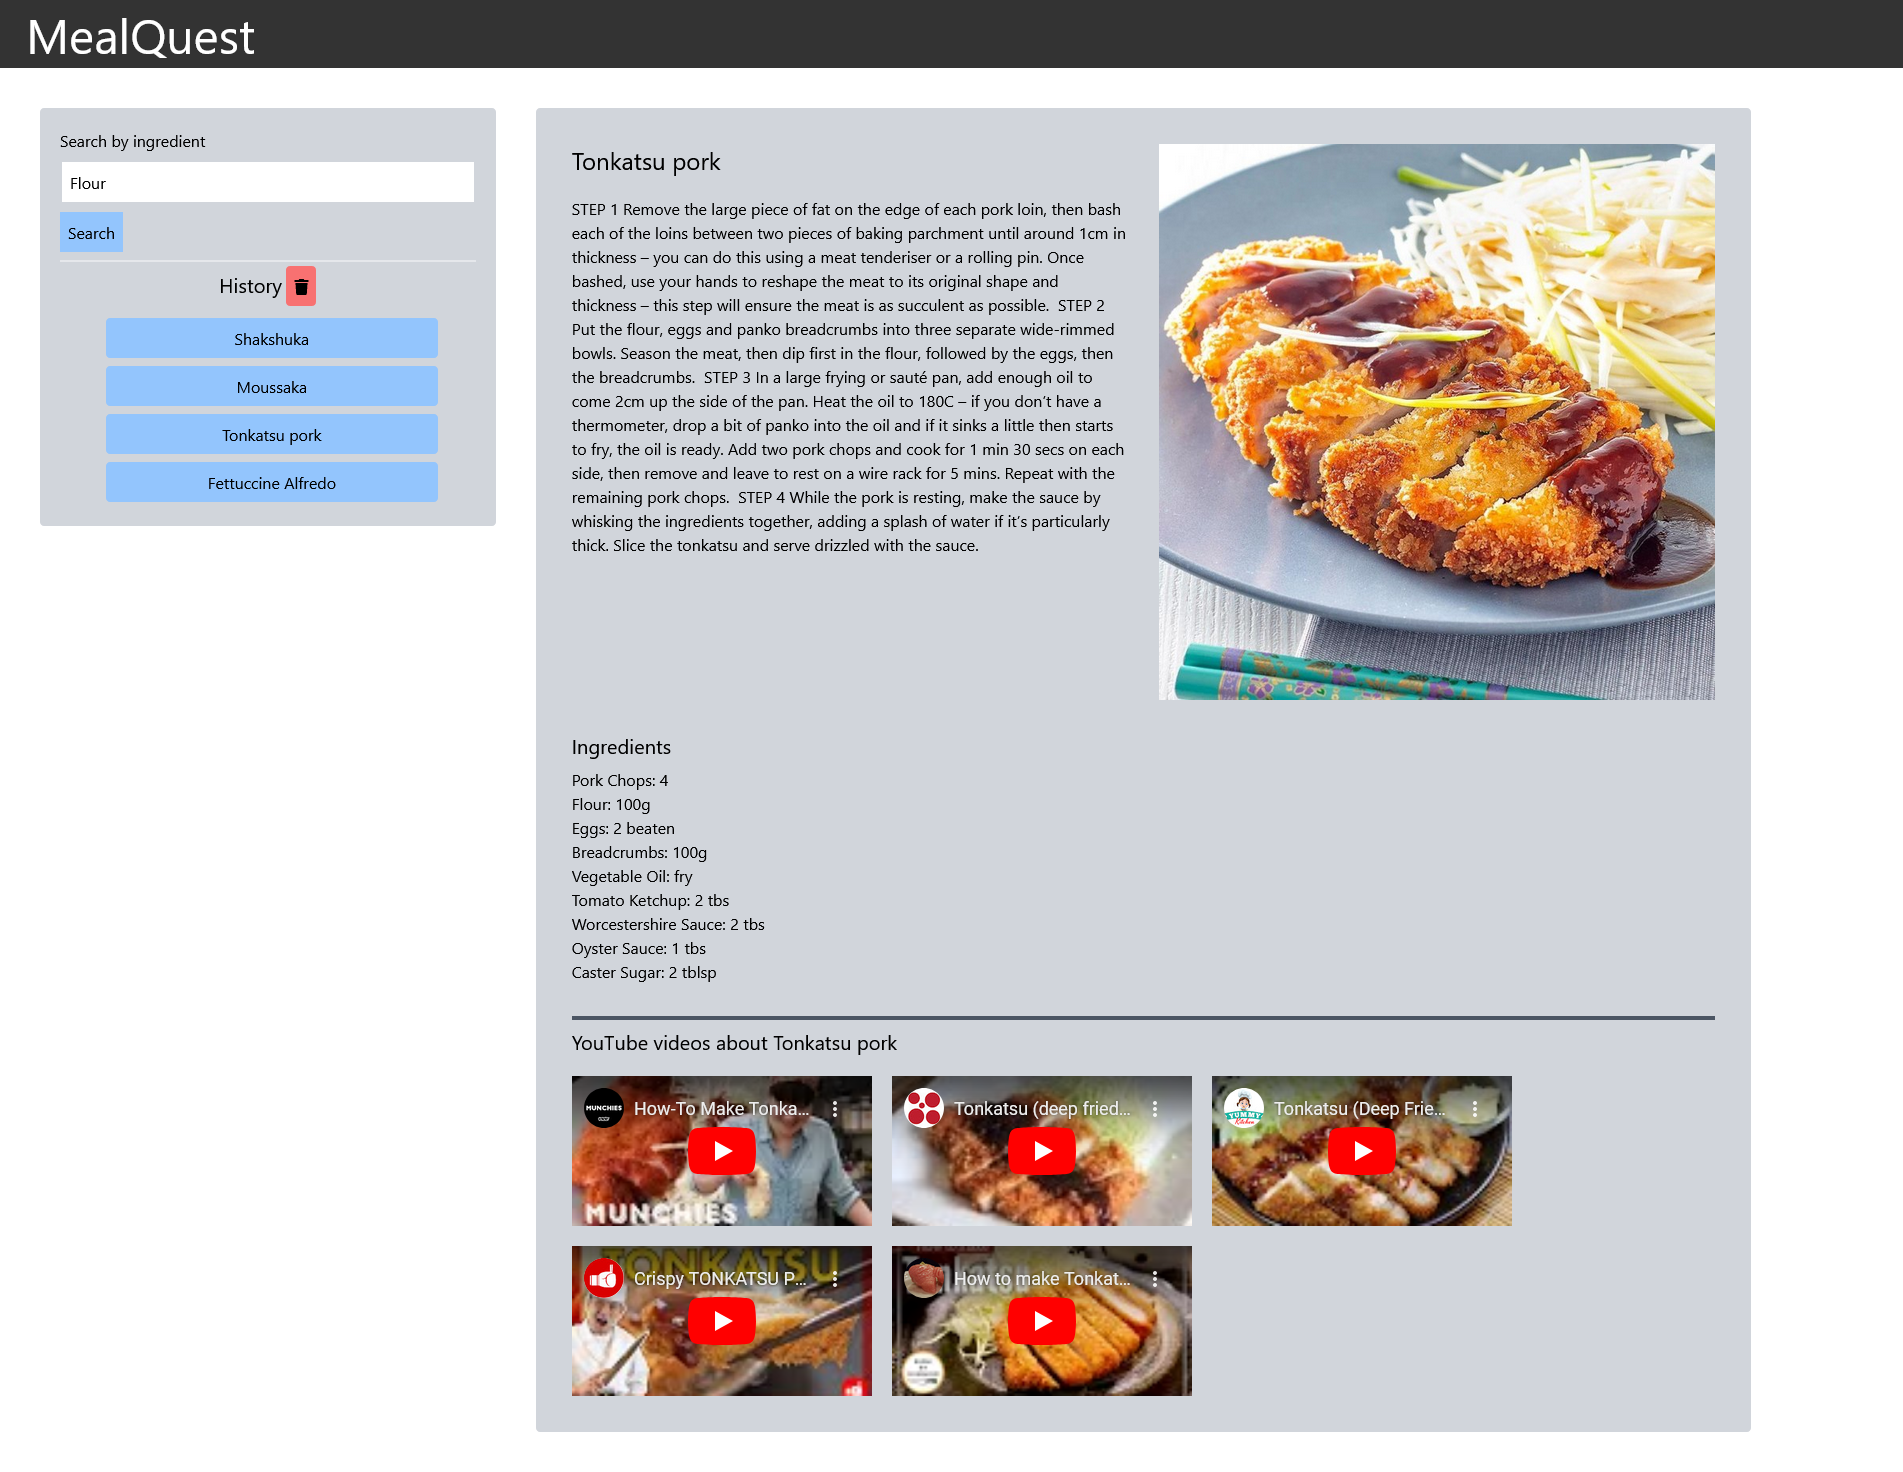 MealQuest
Search by ingredient
Flour
Search
History
Shakshuka
Moussaka
Tonkatsu pork
Fettuccine Alfredo
Tonkatsu pork
STEP 1 Remove the large piece of fat on the edge of each pork loin, then bash
each of the loins between two pieces of baking parchment until around 1cm in
thickness – you can do this using a meat tenderiser or a rolling pin. Once
bashed, use your hands to reshape the meat to its original shape and
thickness – this step will ensure the meat is as succulent as possible.  STEP 2
Put the flour, eggs and panko breadcrumbs into three separate wide-rimmed
bowls. Season the meat, then dip first in the flour, followed by the eggs, then
the breadcrumbs.  STEP 3 In a large frying or sauté pan, add enough oil to
come 2cm up the side of the pan. Heat the oil to 180C – if you don’t have a
thermometer, drop a bit of panko into the oil and if it sinks a little then starts
to fry, the oil is ready. Add two pork chops and cook for 1 min 30 secs on each
side, then remove and leave to rest on a wire rack for 5 mins. Repeat with the
remaining pork chops.  STEP 4 While the pork is resting, make the sauce by
whisking the ingredients together, adding a splash of water if it’s particularly
thick. Slice the tonkatsu and serve drizzled with the sauce.
Ingredients
Pork Chops: 4
Flour: 100g
Eggs: 2 beaten
Breadcrumbs: 100g
Vegetable Oil: fry
Tomato Ketchup: 2 tbs
Worcestershire Sauce: 2 tbs
Oyster Sauce: 1 tbs
Caster Sugar: 2 tblsp
YouTube videos about Tonkatsu pork
MUNCHIES
How-To Make Tonka...
MUNCHIES
Tonkatsu (deep fried...
YUMMY
Kitchen
Tonkatsu (Deep Frie...
TONKATSU
Crispy TONKATSU P...
How to make Tonkat...